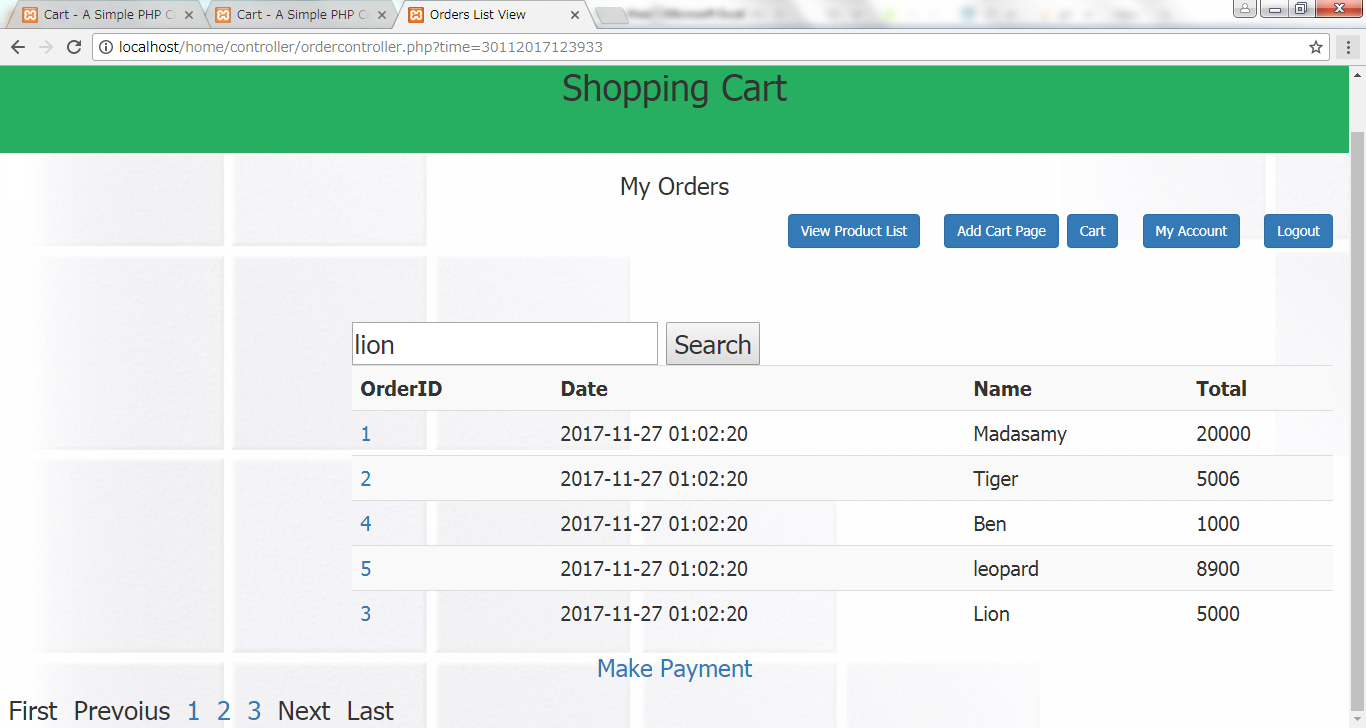 Cart - A Simple PHP C Cart - A Simple PHP C Orders List View
localhost/home/controller/ordercontroller.php?time=30112017123933
Shopping Cart
My Orders
View Product List Add Cart Page Cart My Account Logout
lion Search
OrderID Date Name Total
1 2017-11-27 01:02:20 Madasamy 20000
2 2017-11-27 01:02:20 Tiger 5006
4 2017-11-27 01:02:20 Ben 1000
5 2017-11-27 01:02:20 leopard 8900
3 2017-11-27 01:02:20 Lion 5000
Make Payment
First Prevoius 1 2 3 Next Last